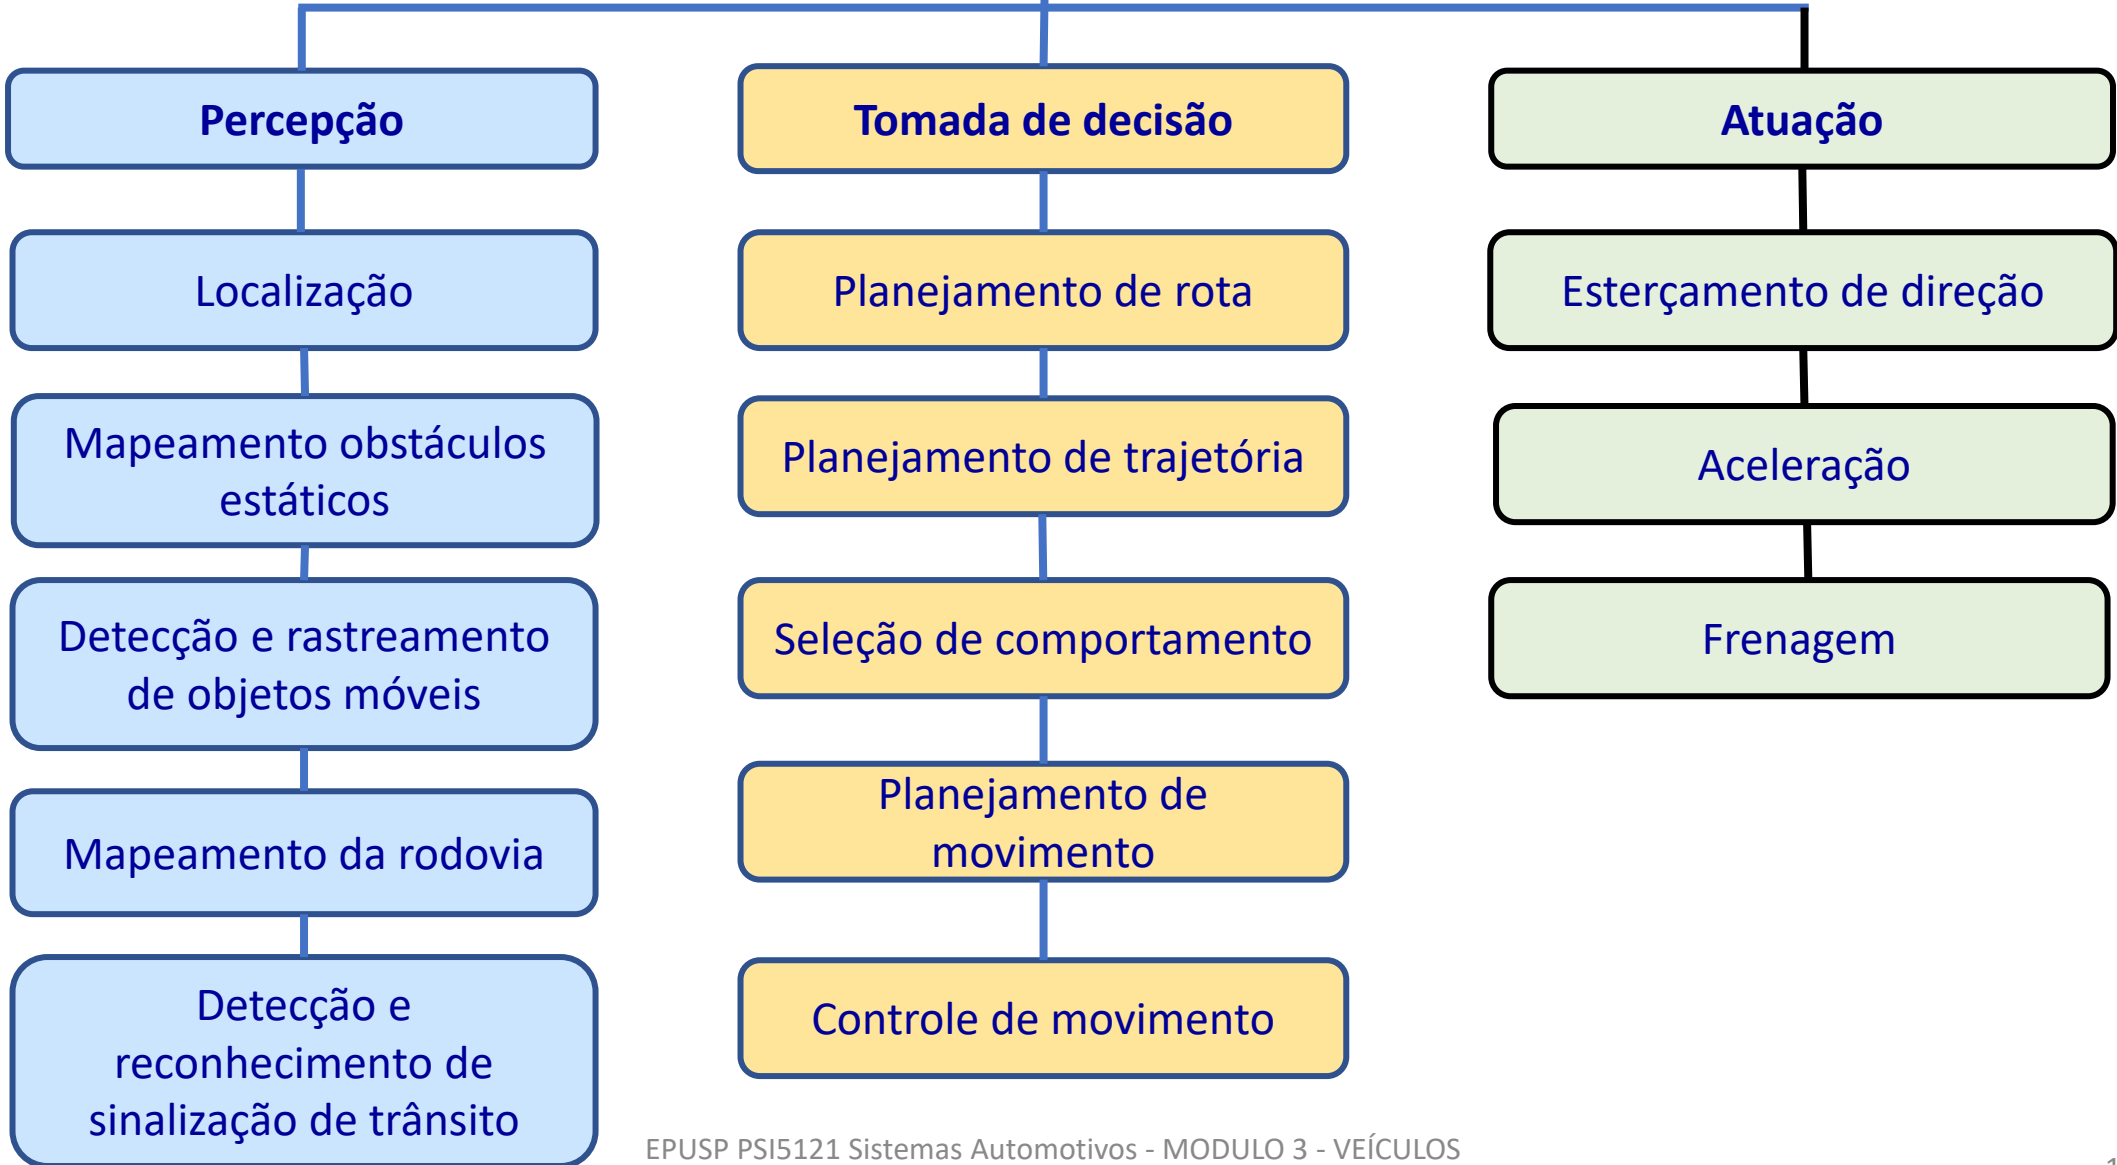 Percepção
Localização
Mapeamento obstáculos
estáticos
Detecção e rastreamento
de objetos móveis
Mapeamento da rodovia
Detecção e
reconhecimento de
sinalização de trânsito
Tomada de decisão
Planejamento de rota
Planejamento de trajetória
Seleção de comportamento
Planejamento de
movimento
Controle de movimento
Atuação
Esterçamento de direção
Aceleração
Frenagem
EPUSP PSI5121 Sistemas Automotivos - MODULO 3 - VEÍCULOS